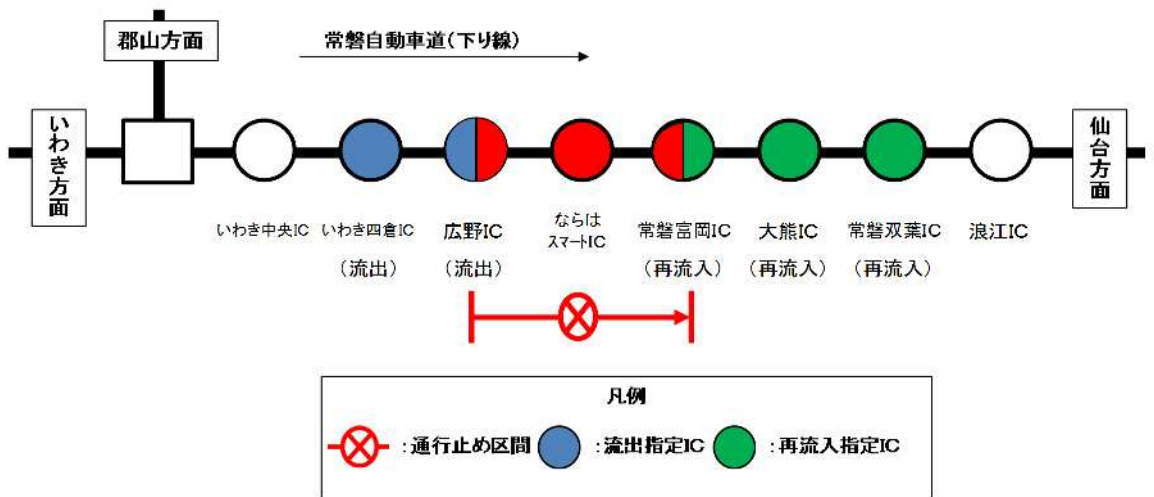 郡山方面
常磐自動車道(下り線)
いわき方面
仙台方面
いわき中央IC
いわき四倉IC
(流出)
広野IC
(流出)
ならは
スマートIC
常磐富岡IC
(再流入)
大熊IC
(再流入)
常磐双葉IC
(再流入)
浪江IC
凡例
:通行止め区間
:流出指定IC
:再流入指定IC